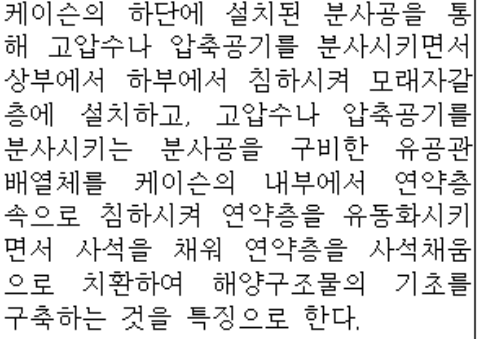 케이슨의 하단에 설치된 분사공을 통
해 고압수나 압축공기를 분사시키면서
상부에서 하부에서 침하시켜 모래자갈
층에 설치하고, 고압수나 압축공기를
분사시키는 분사공을 구비한 유공관
배열체를 케이슨의 내부에서 연약층
속으로 침하시켜 연약층을 유동화시키
면서 사석을 채워 연약층을 사석채움
으로 치환하여 해양구조물의 기초를
구축하는 것을 특징으로 한다.